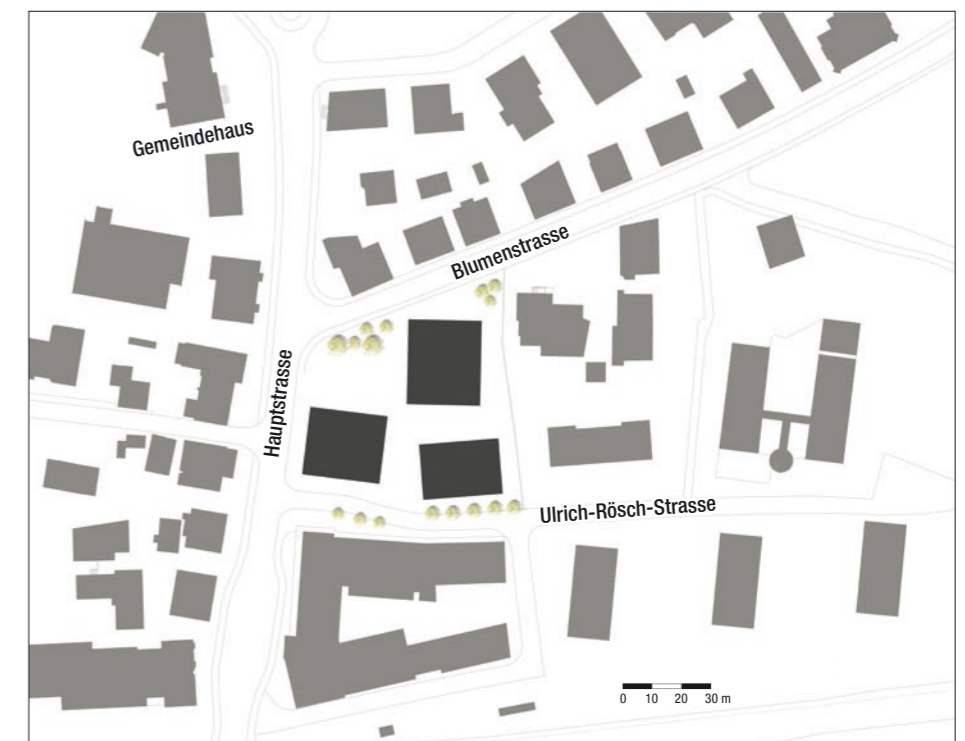 Gemeindehaus
Blumenstrasse
Hauptstrasse
Ulrich-Rösch-Strasse
0 10 20 30 m